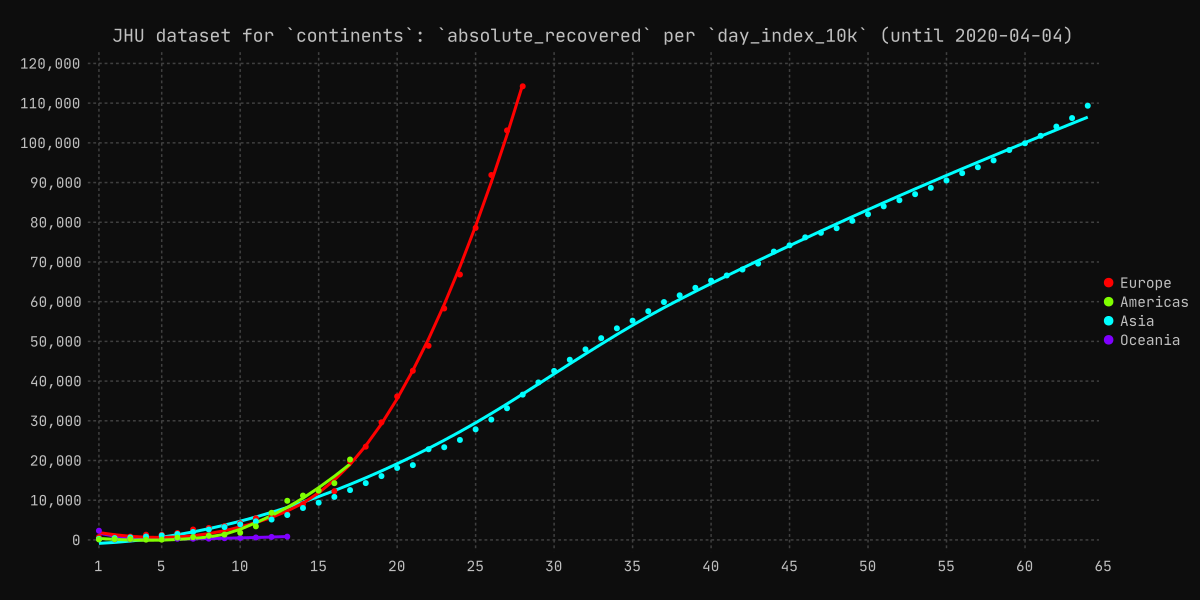 JHU dataset for `continents`: `absolute_recovered` per `day_index_10k` (until 2020-04-04)
120,000
110,000
100,000
90,000
80,000
70,000
60,000
50,000
40,000
30,000
20,000
10,000
0
1 5 10 15 20 25 30 35 40 45 50 55 60 65
Europe
Americas
Asia
Oceania